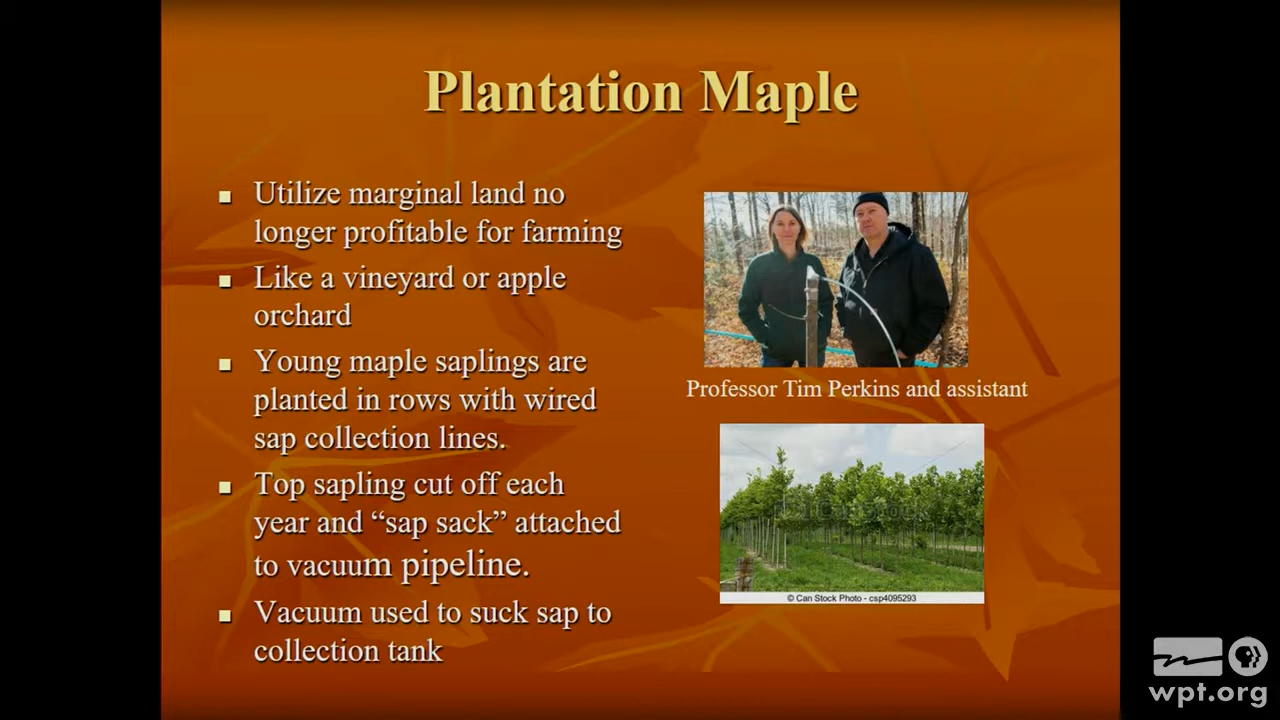 Plantation Maple
Utilize marginal land no
longer profitable for farming
Like a vineyard or apple
orchard
Young maple saplings are
planted in rows with wired
sap collection lines.
Top sapling cut off each
year and “sap sack” attached
to vacuum pipeline.
Vacuum used to suck sap to
collection tank
Professor Tim Perkins and assistant
Can Stock
© Can Stock Photo - csp4095293
wpt.org